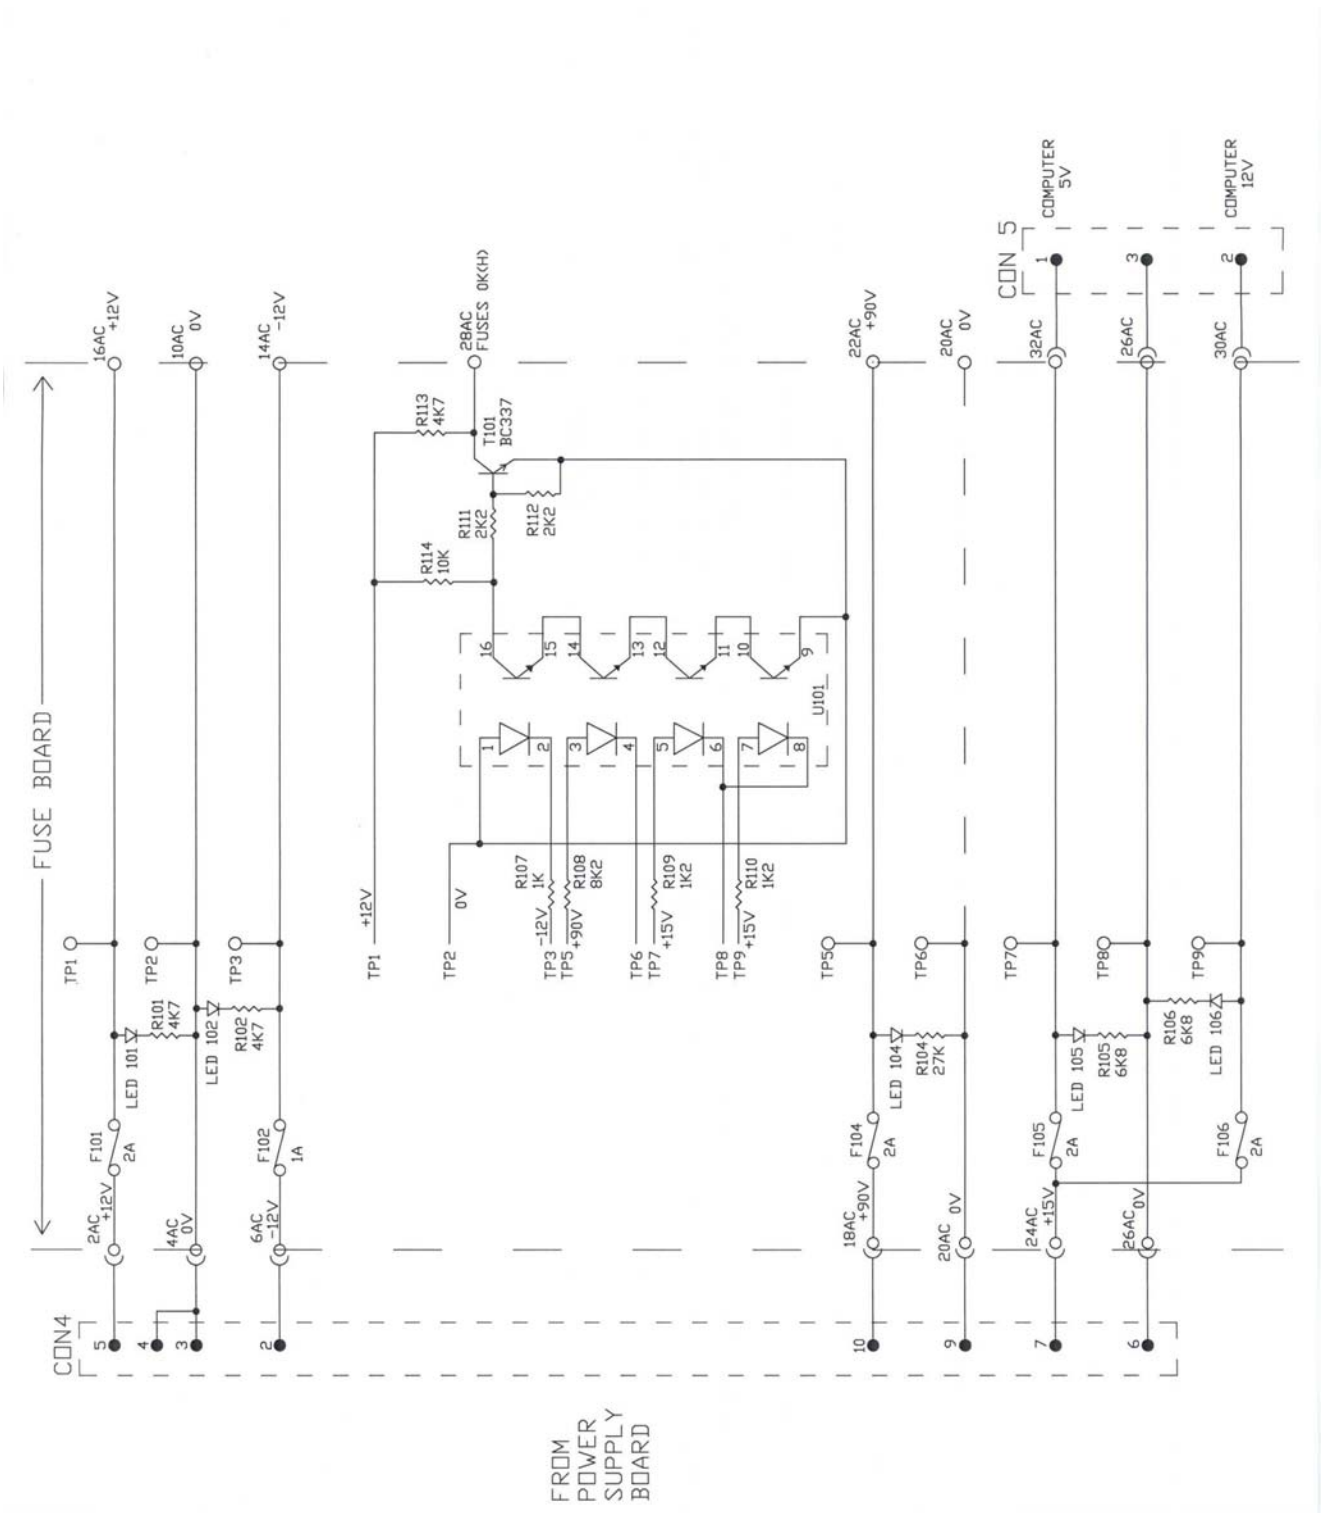 FUSE BOARD
CON4
5
4
3
2
10
9
7
6
FROM
POWER
SUPPLY
BOARD
2AC
+12V
4AC
0V
6AC
-12V
18AC
+90V
20AC
0V
24AC
+15V
26AC
0V
F101
2A
F102
1A
F104
2A
F105
2A
F106
2A
LED 101
R101
4K7
LED 102
R102
4K7
LED 104
R104
27K
LED 105
R105
6K8
R106
6K8
LED 106
TP1
TP2
TP3
TP5
TP6
TP7
TP8
TP9
TP1
+12V
TP2
0V
TP3
-12V
TP5
+90V
TP6
TP7
+15V
TP8
TP9
+15V
R107
1K
R108
8K2
R109
1K2
R110
1K2
1
2
3
4
5
6
7
8
16
15
14
13
12
11
10
9
U101
R114
10K
R111
2K2
R112
2K2
R113
4K7
T101
BC337
28AC
FUSES OK(H)
16AC
+12V
10AC
0V
14AC
-12V
22AC
+90V
20AC
0V
32AC
26AC
30AC
CON 5
1
3
2
COMPUTER
5V
COMPUTER
12V